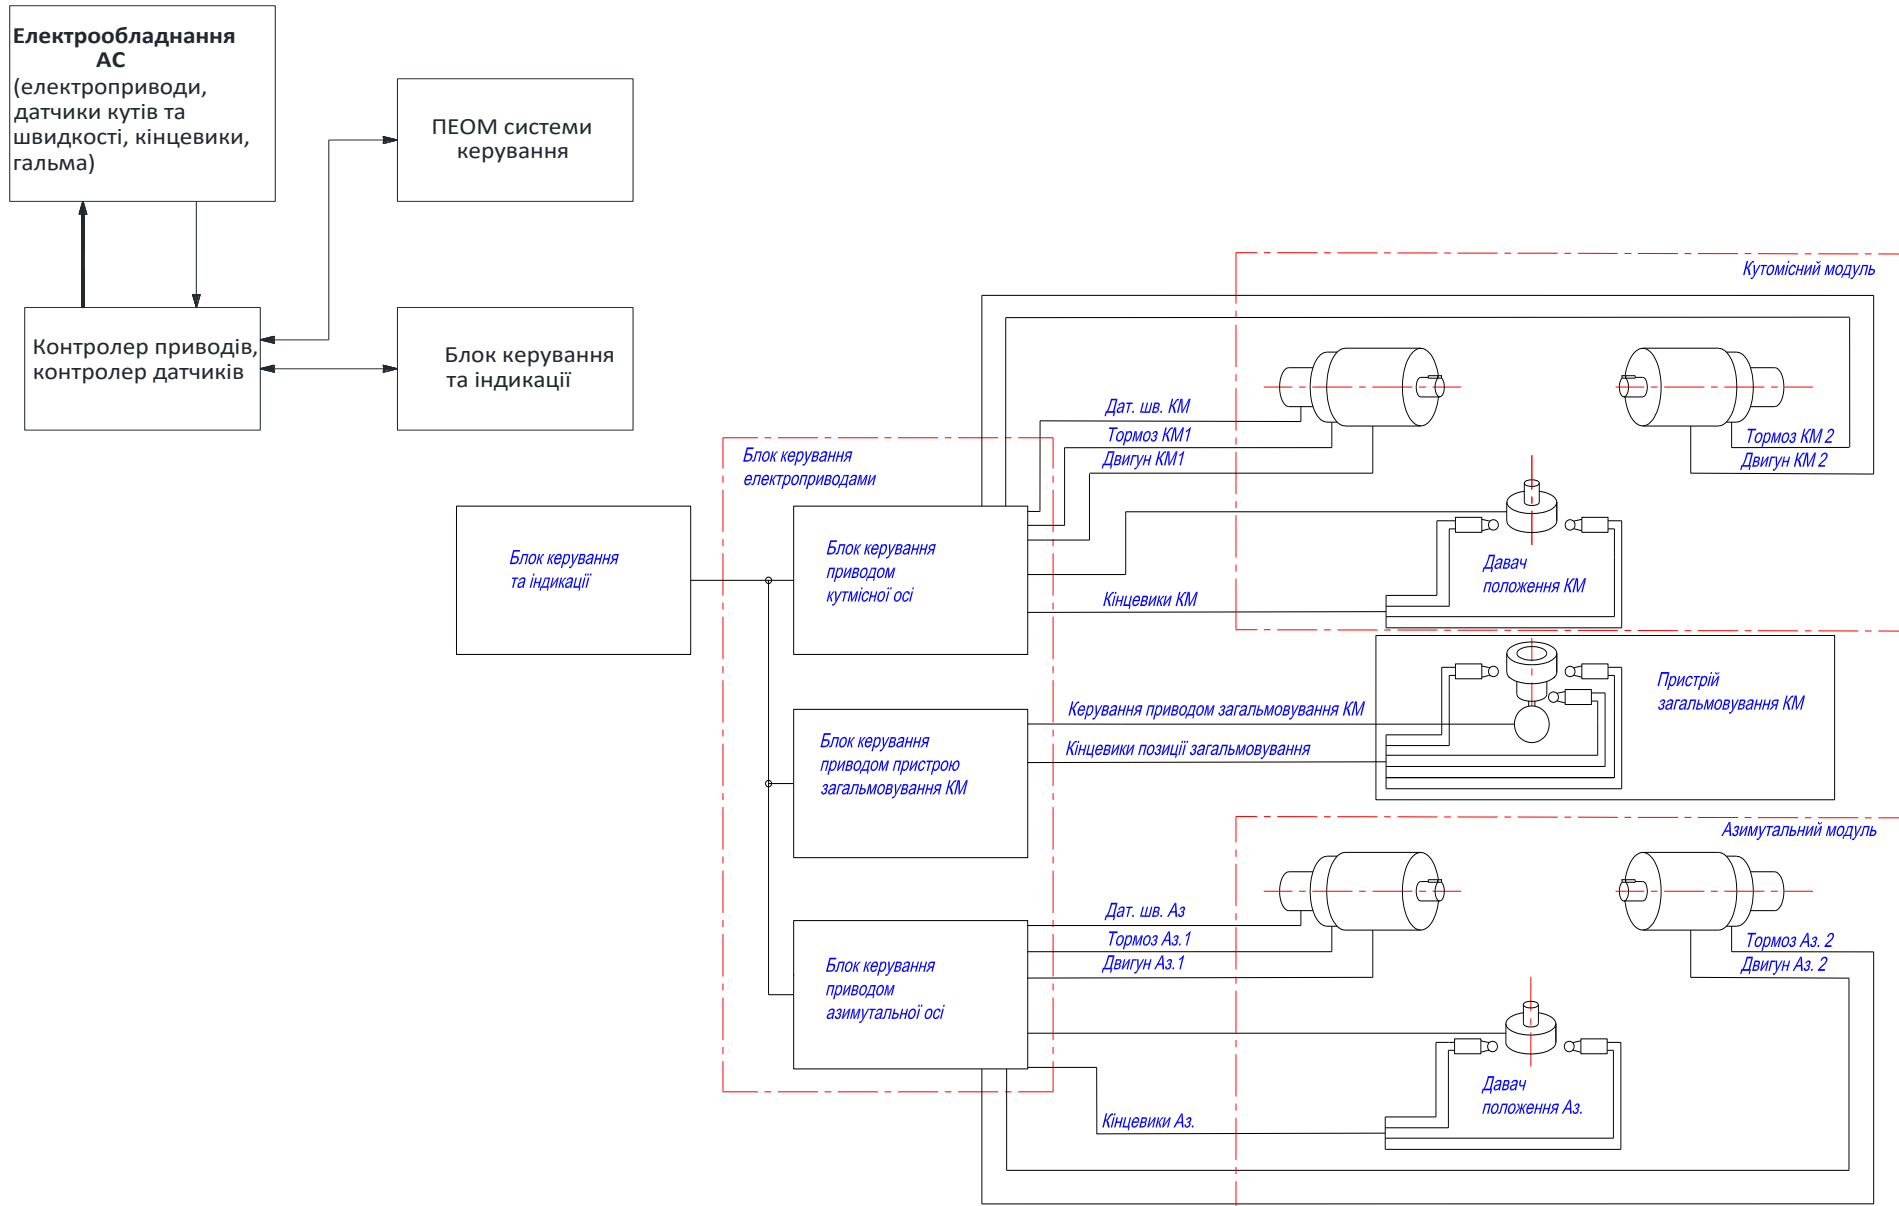 Електрообладнання
АС
(електроприводи,
датчики кутів та
швидкості, кінцевики,
гальма)
ПЕОМ системи
керування
Контролер приводів,
контролер датчиків
Блок керування
та індикації
Кутомісний модуль
Дат. шв. КМ
Тормоз КМ1
Двигун КМ1
Тормоз КМ 2
Двигун КМ 2
Блок керування
електроприводами
Блок керування
та індикації
Блок керування
приводом
кутмісної осі
Давач
положення КМ
Кінцевики КМ
Пристрій
загальмовування КМ
Керування приводом загальмовування КМ
Кінцевики позиції загальмовування
Блок керування
приводом пристрою
загальмовування КМ
Азимутальний модуль
Дат. шв. Аз
Тормоз Аз.1
Двигун Аз.1
Тормоз Аз. 2
Двигун Аз. 2
Блок керування
приводом
азимутальної осі
Давач
положення Аз.
Кінцевики Аз.